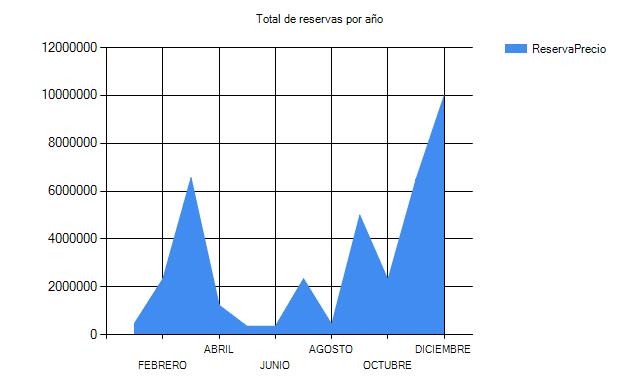 Total de reservas por año
ReservaPrecio
12000000
10000000
8000000
6000000
4000000
2000000
0
ABRIL AGOSTO DICIEMBRE
FEBRERO JUNIO OCTUBRE